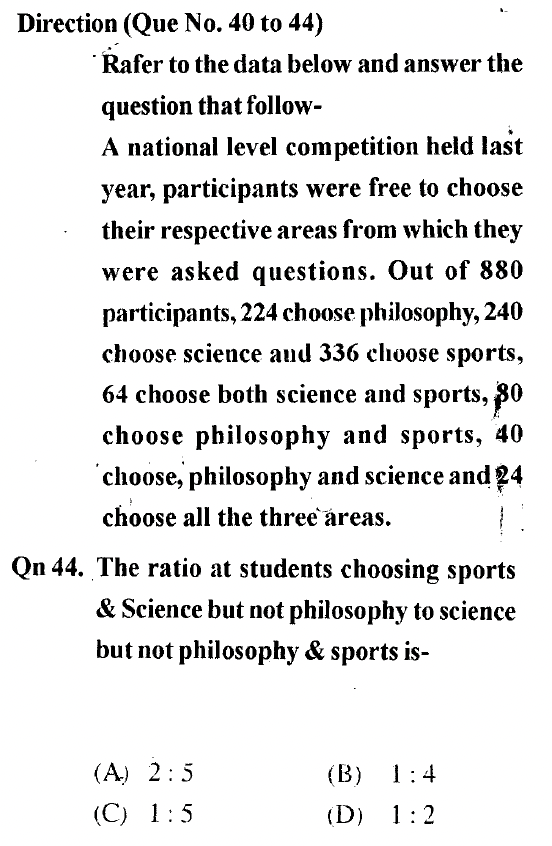 Direction (Que No. 40 to 44)
Rafer to the data below and answer the
question that follow-
A national level competition held last
year, participants were free to choose
their respective areas from which they
were asked questions. Out of 880
participants, 224 choose philosophy, 240
choose science and 336 choose sports,
64 choose both science and sports, 80
choose philosophy and sports, 40
choose, philosophy and science and 24
choose all the three areas.
Qn 44. The ratio at students choosing sports
& Science but not philosophy to science
but not philosophy & sports is-
(A) 2 : 5 (B) 1 : 4
(C) 1 : 5 (D) 1 : 2